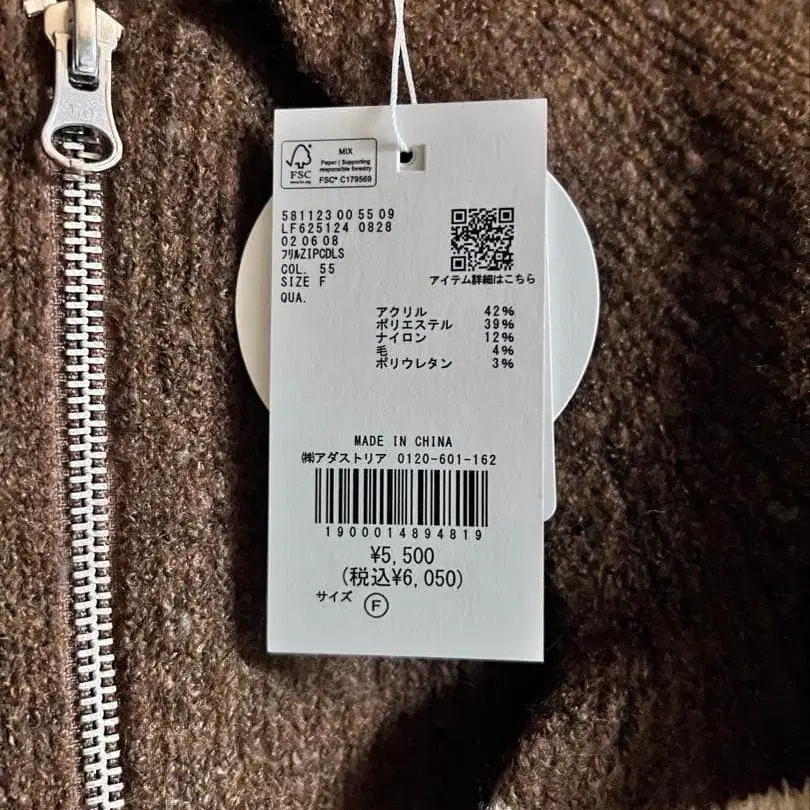 FSC
www.fsc.org
MIX
Paper | Supporting
responsible forestry
FSC® C179569
581123 00 55 09
LF625124 0828
02 06 08
フリルZIPCDLS
COL. 55
SIZE F
QUA.
アイテム詳細はこちら
アクリル 42%
ポリエステル 39%
ナイロン 12%
毛 4%
ポリウレタン 3%
MADE IN CHINA
㈱アダストリア 0120-601-162
1900014894819
¥5,500
(税込¥6,050)
サイズ F